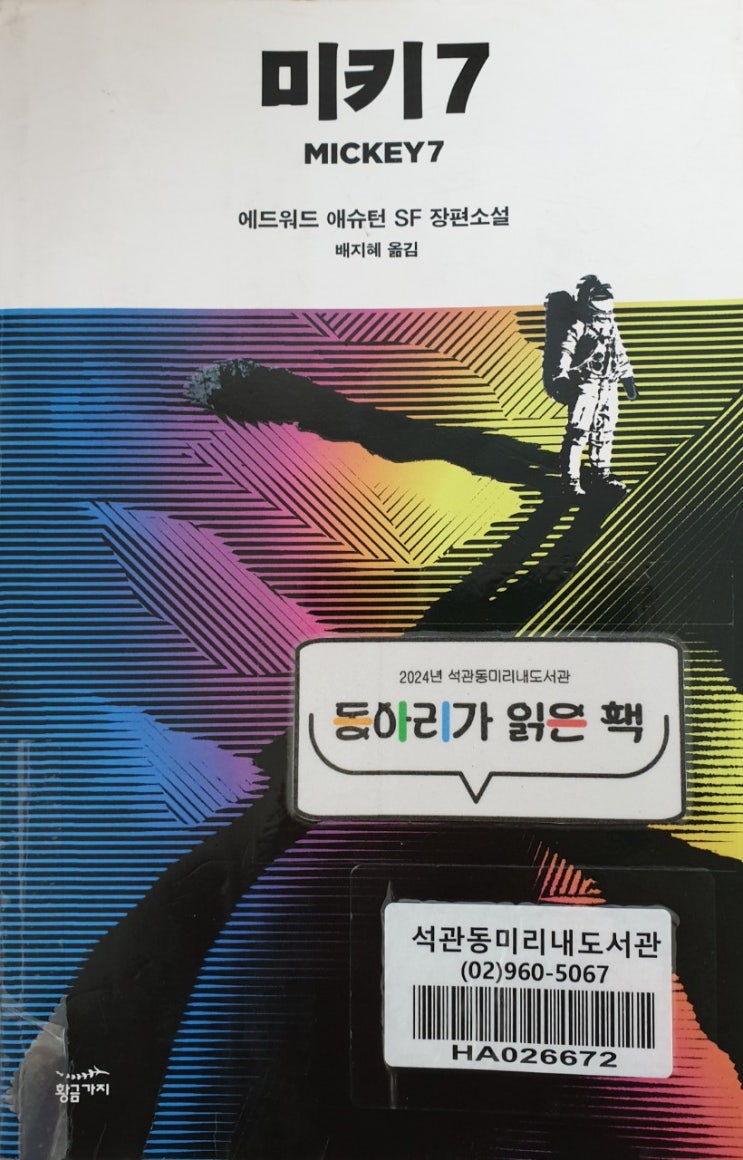 미키7
MICKEY7
에드워드 애슈턴 SF 장편소설
배지혜 옮김
2024년 석관동미리내도서관
동아리가 읽은 책
석관동미리내도서관
(02)960-5067
HA026672
황금가지